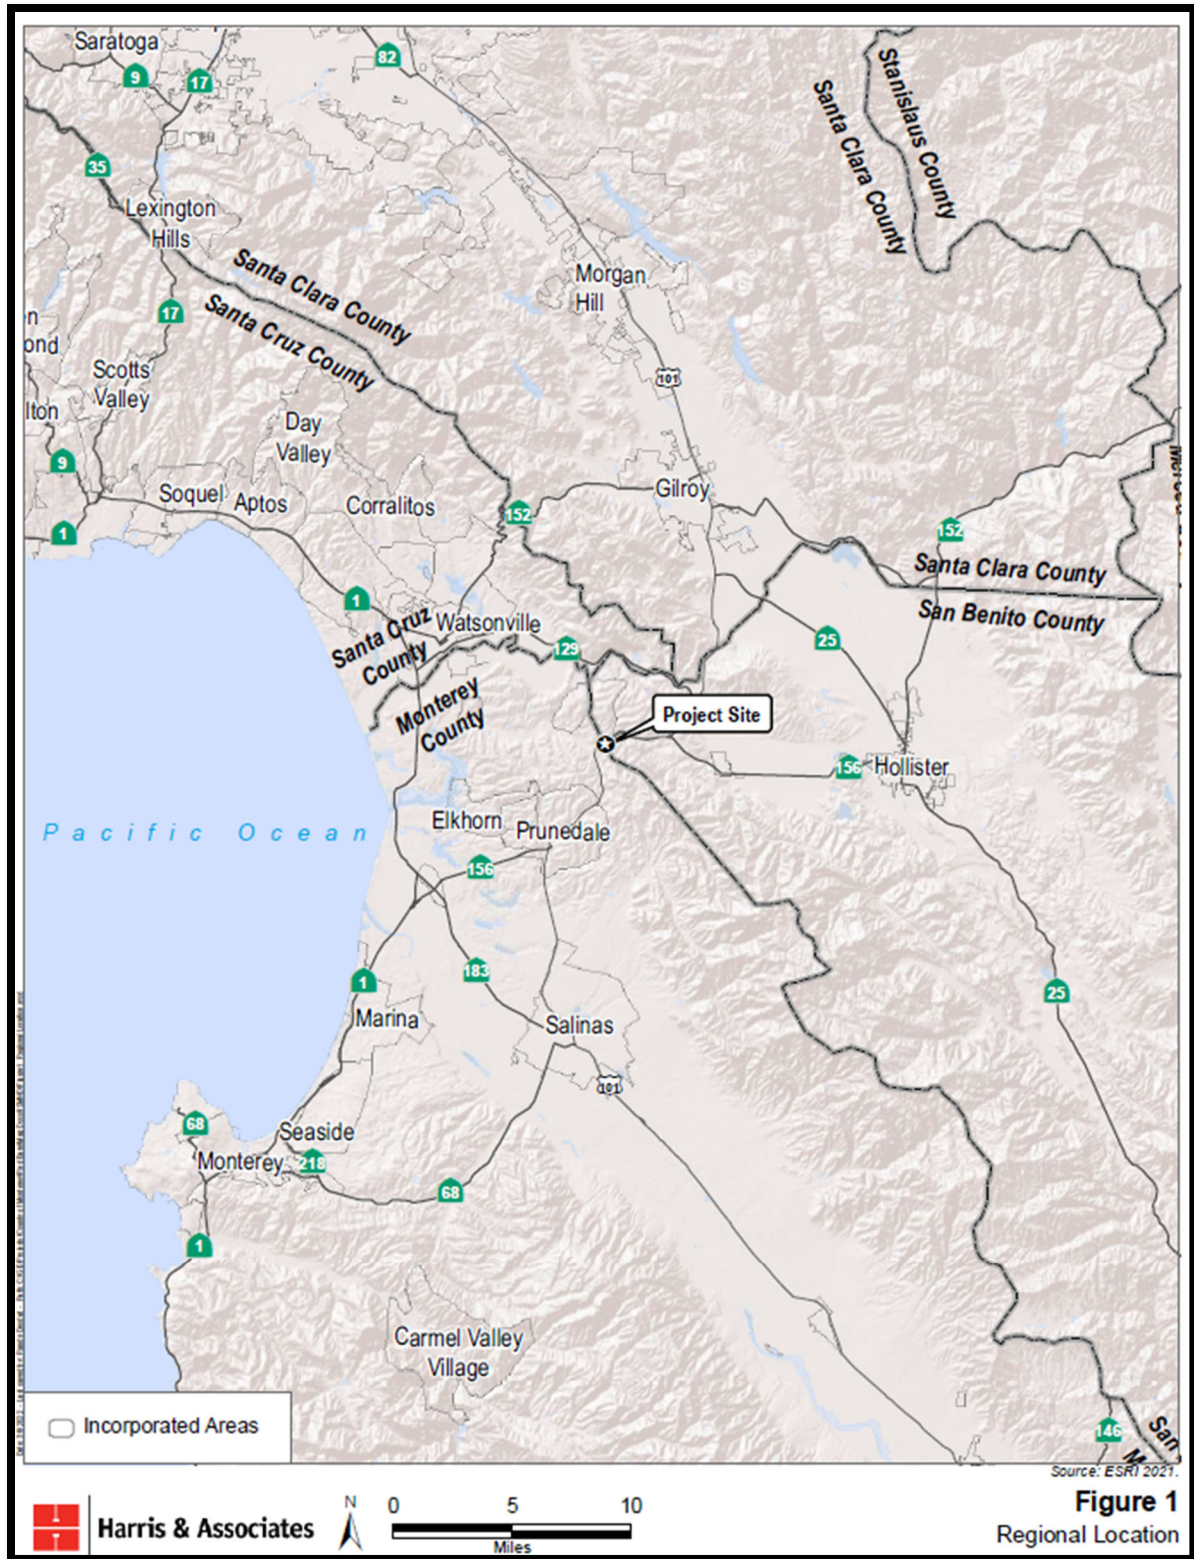 Saratoga
9
17
82
Stanislaus County
Santa Clara County
35
Lexington
Hills
Santa Clara County
Santa Cruz County
17
Morgan
Hill
n
ond
Scotts
Valley
101
lton
Day
Valley
9
Soquel
Aptos
Corralitos
Gilroy
152
152
1
Santa Clara County
San Benito County
1
Santa Cruz
County
Watsonville
129
25
Monterey
County
Project Site
156
Hollister
Pacific Ocean
Elkhorn
Prunedale
156
183
1
Marina
25
Salinas
101
68
Seaside
Monterey
218
68
1
Carmel Valley
Village
Incorporated Areas
146
San
M
Source: ESRI 2021.
Harris & Associates
N
0 5 10
Miles
Figure 1
Regional Location